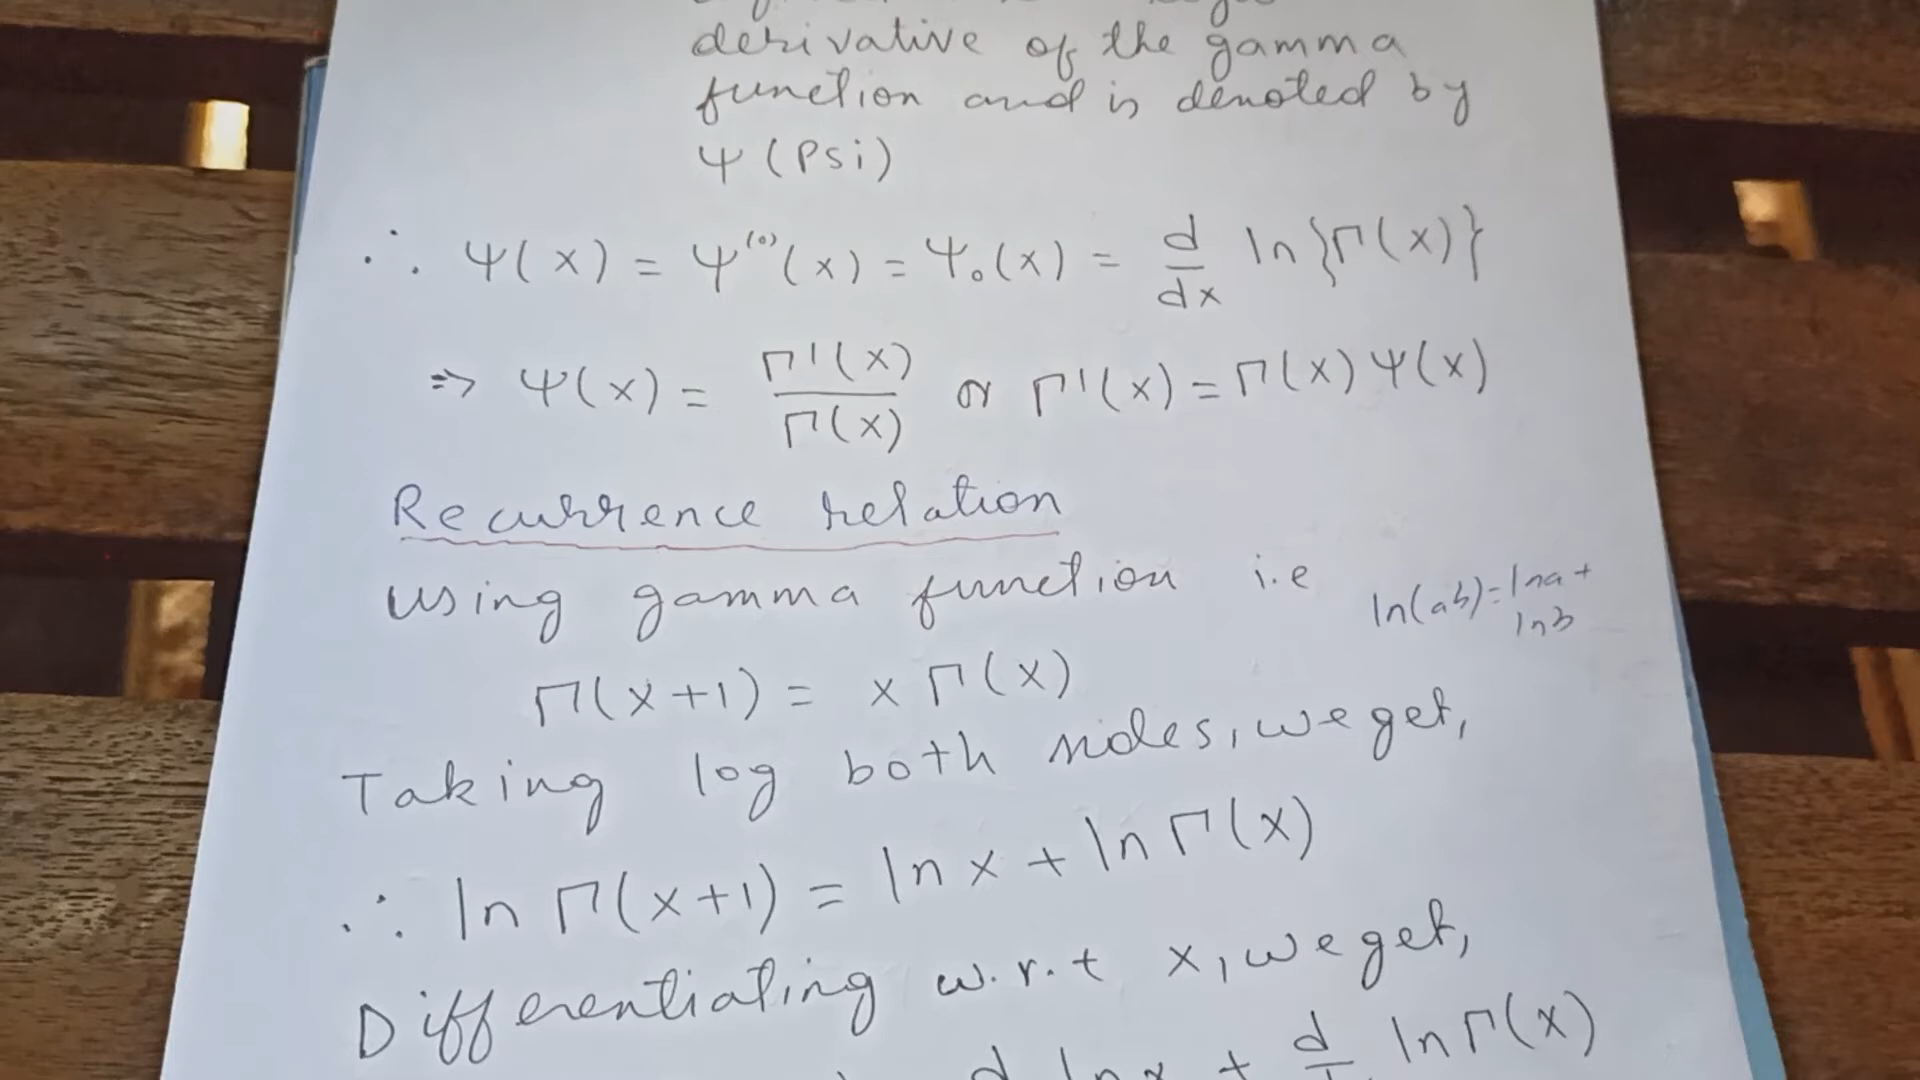 derivative of the gamma
function and is denoted by
Ψ (Psi)
∴ Ψ(x) = Ψ⁽⁰⁾(x) = Ψ₀(x) = d/dx ln{Γ(x)}
⇒ Ψ(x) = Γ'(x)/Γ(x) or Γ'(x) = Γ(x) Ψ(x)
Recurrence relation
using gamma function i.e
ln(ab) = lna +
lnb
Γ(x+1) = x Γ(x)
Taking log both sides, we get,
∴ ln Γ(x+1) = ln x + ln Γ(x)
Differentiating w.r.t x, we get,
d ln x + d ln Γ(x)